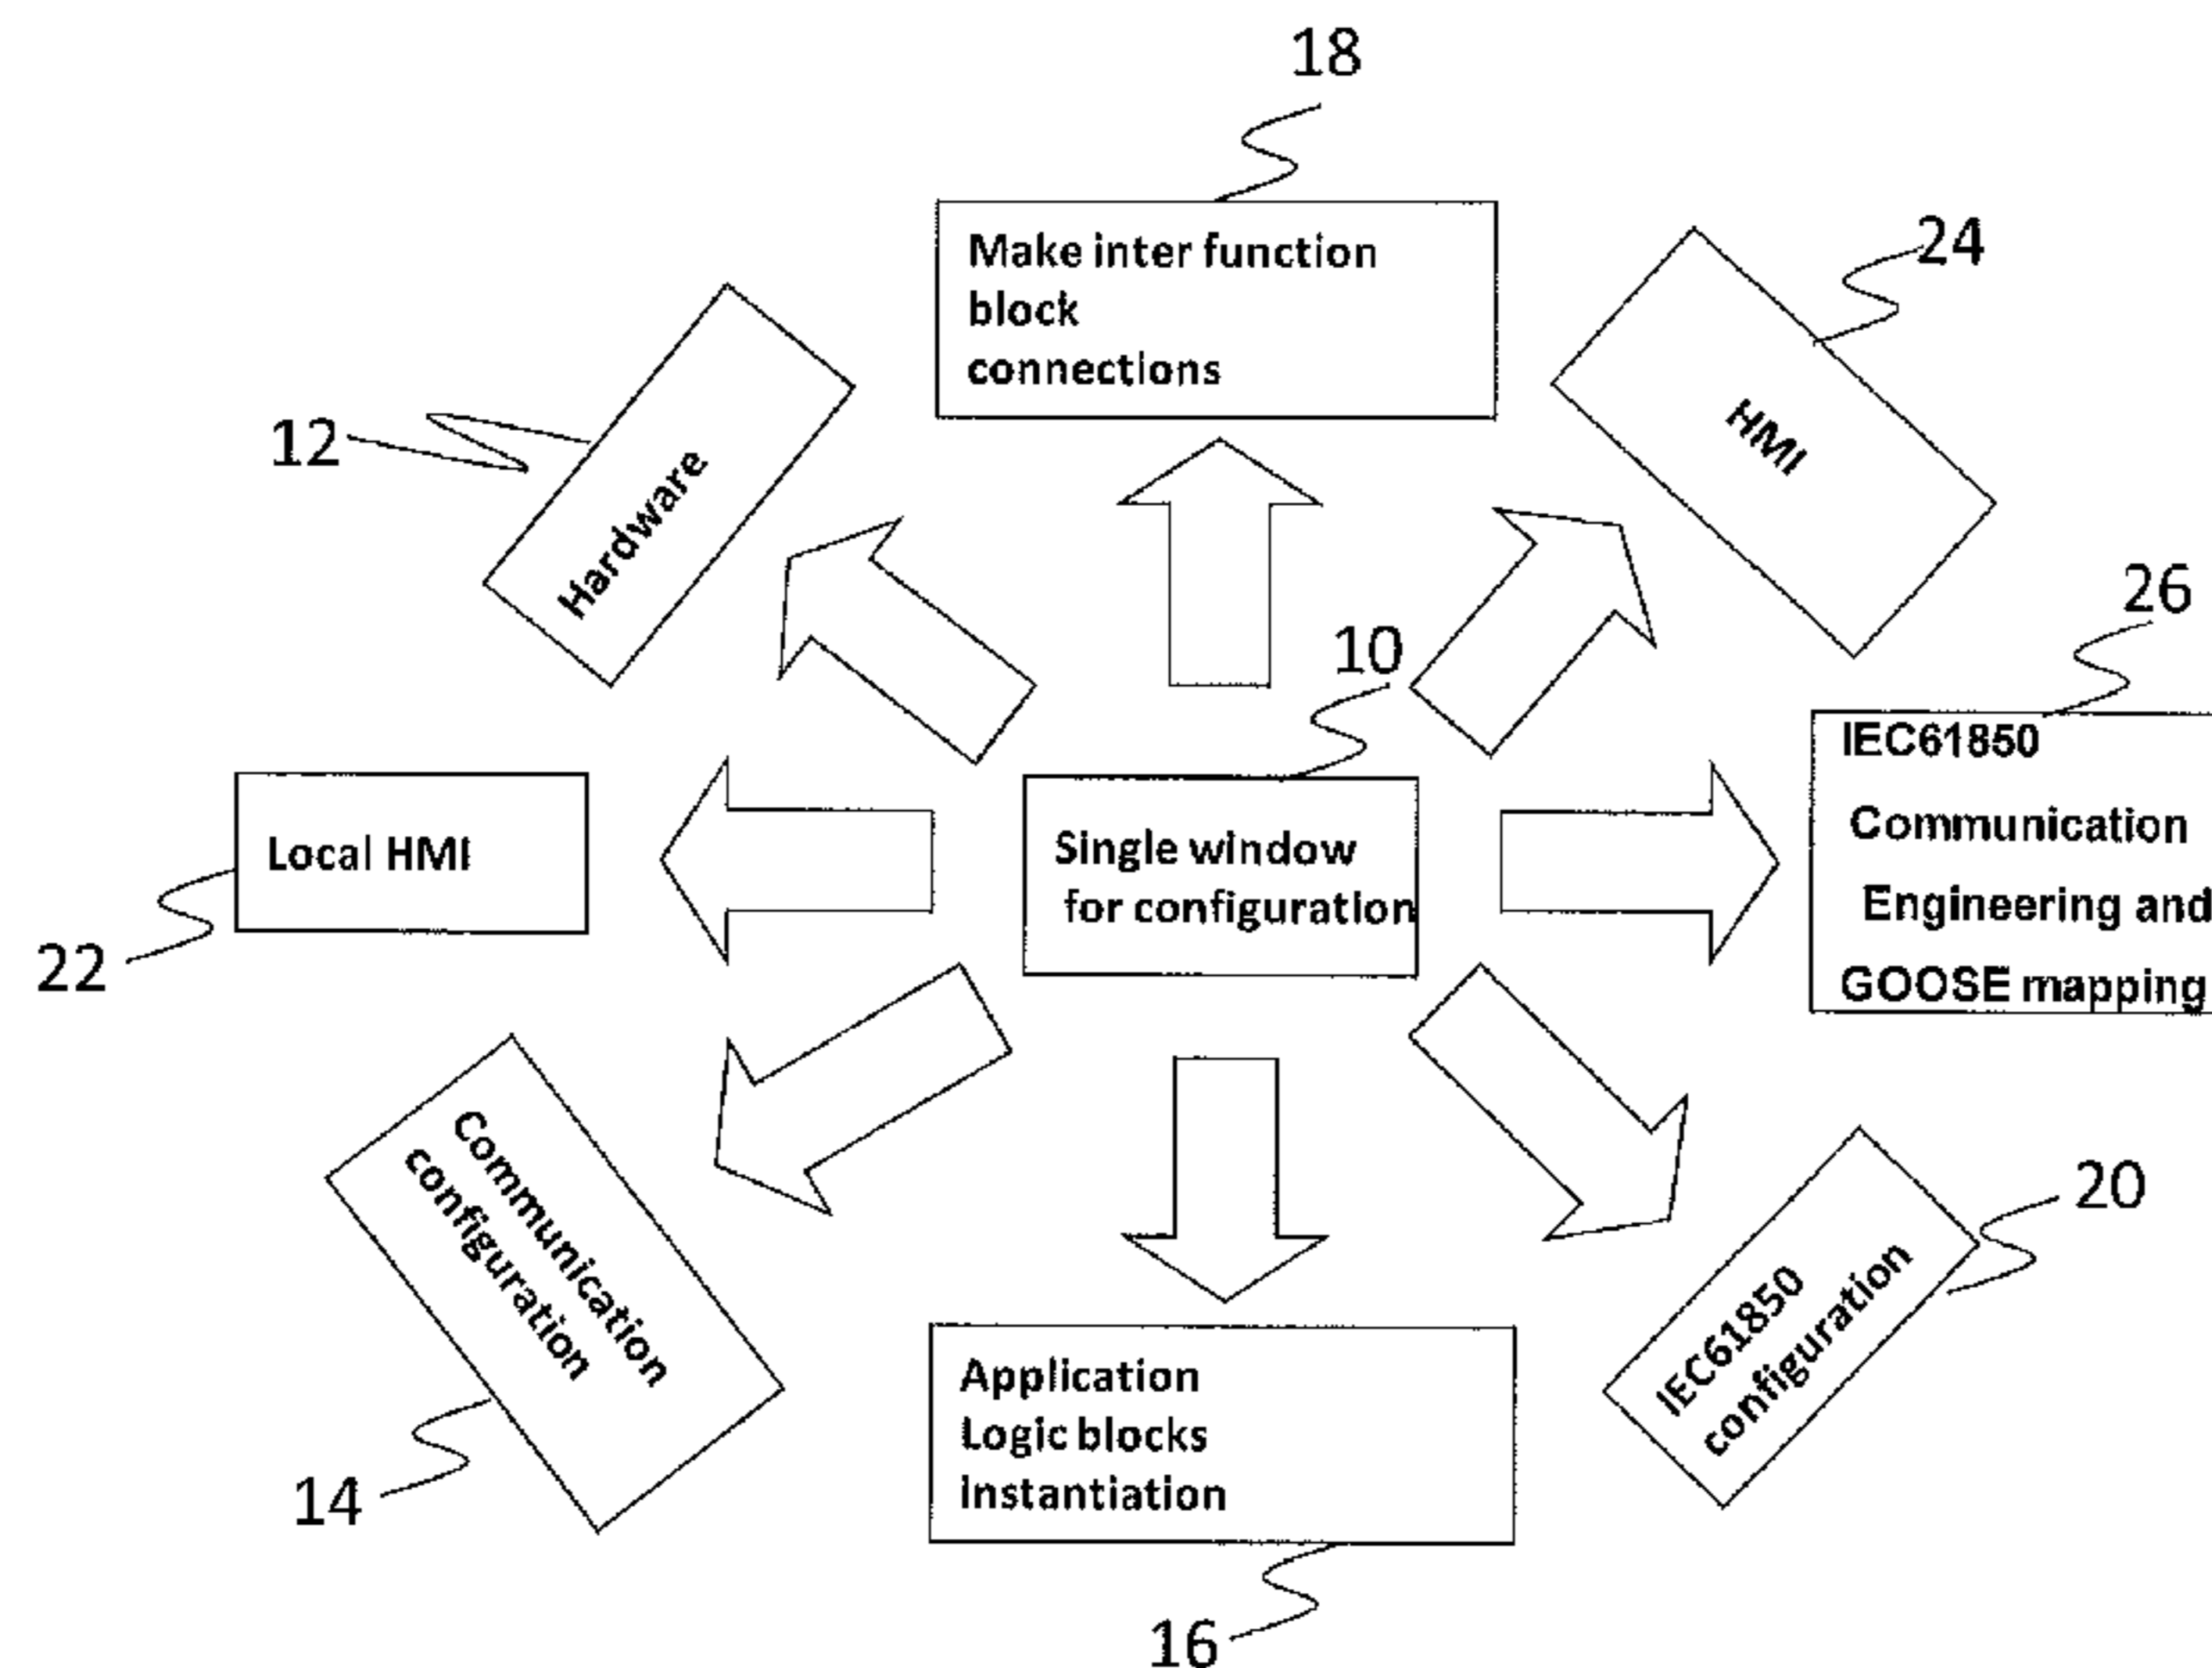 18
Make inter function
block
connections
24
HMI
12
Hardware
26
IEC61850
Communication
Engineering and
GOOSE mapping
10
Single window
for configuration
Local HMI
22
Communication
configuration
14
Application
Logic blocks
Instantiation
16
20
IEC61850
configuration